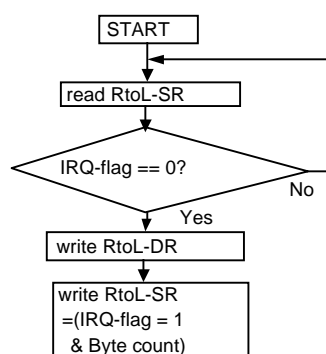 START
read RtoL-SR
IRQ-flag == 0?
No
Yes
write RtoL-DR
write RtoL-SR
=(IRQ-flag = 1
& Byte count)